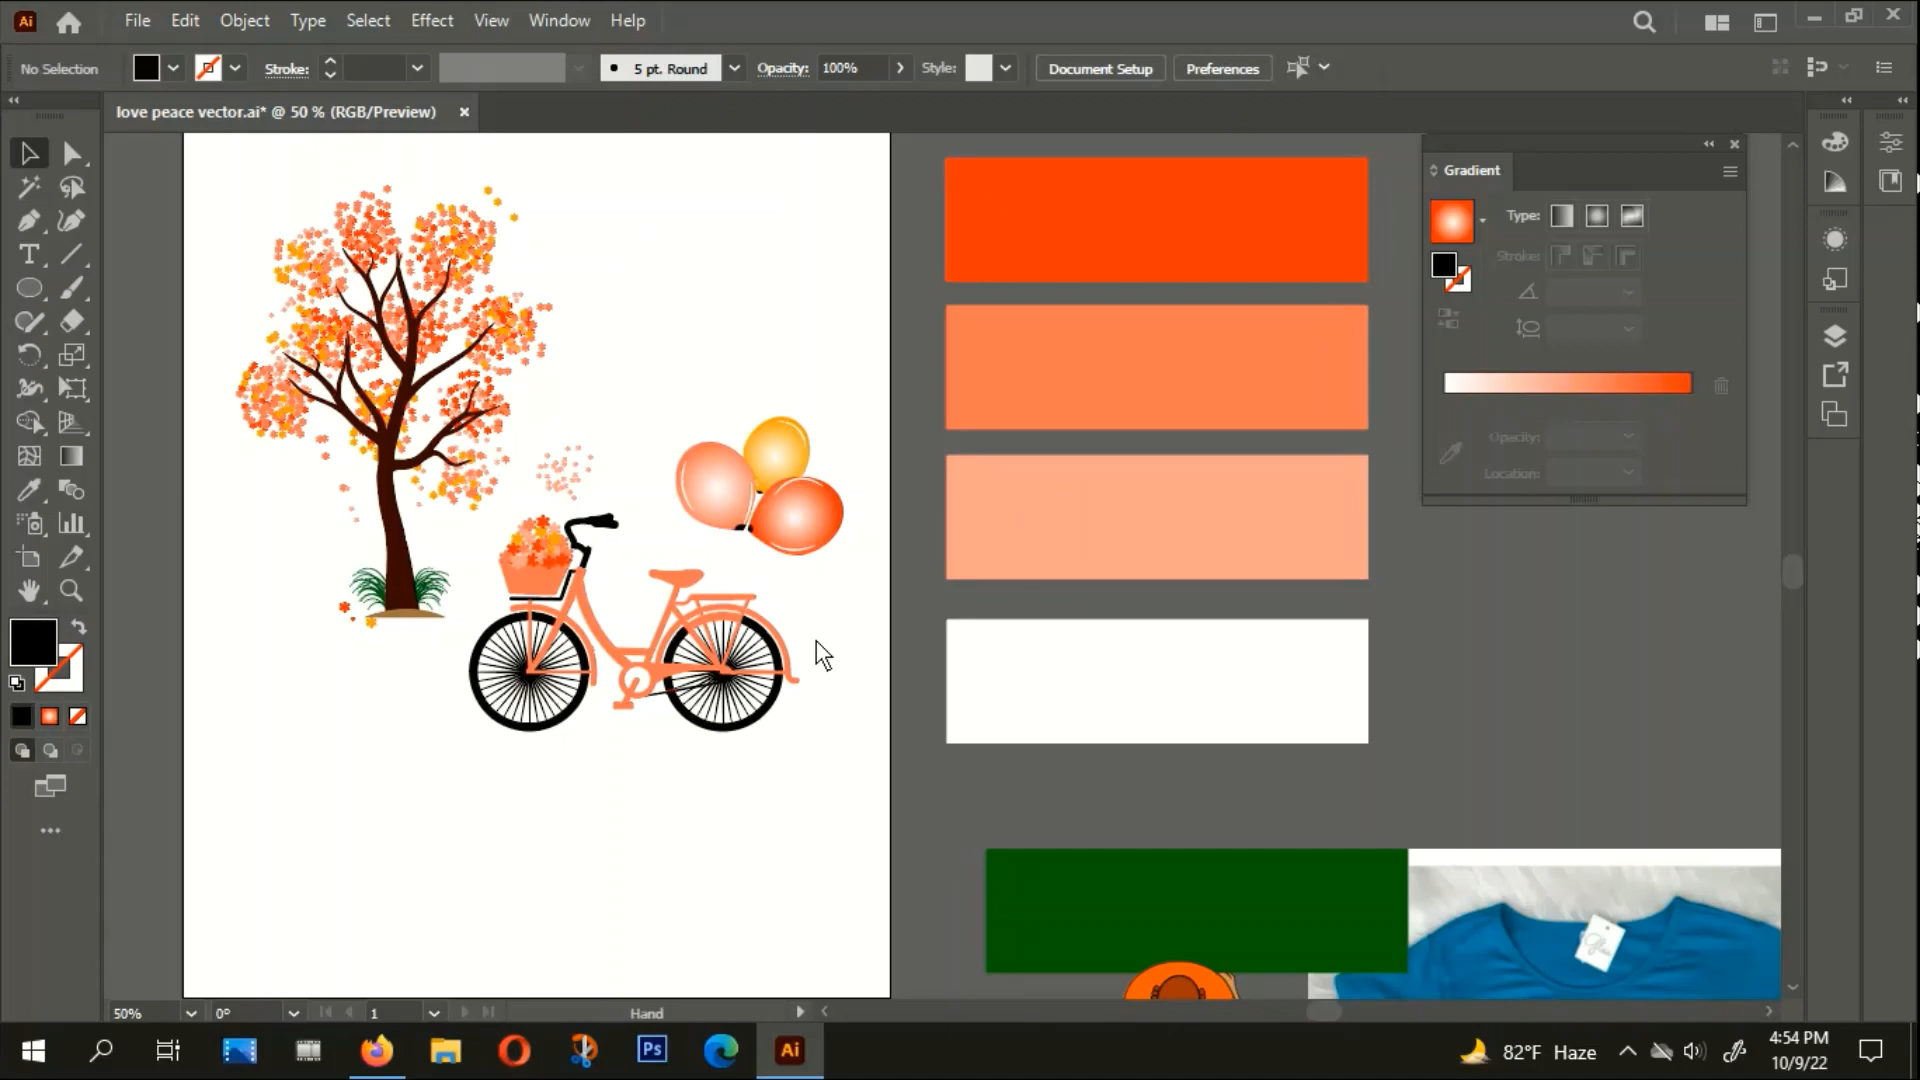 Ai File Edit Object Type Select Effect View Window Help
No Selection Stroke: 5 pt. Round Opacity: 100% Style: Document Setup Preferences
love peace vector.ai* @ 50 % (RGB/Preview)
Gradient
Type:
Stroke:
Opacity:
Location:
50% 0° 1 Hand
Ps Ai 82°F Haze 4:54 PM
10/9/22